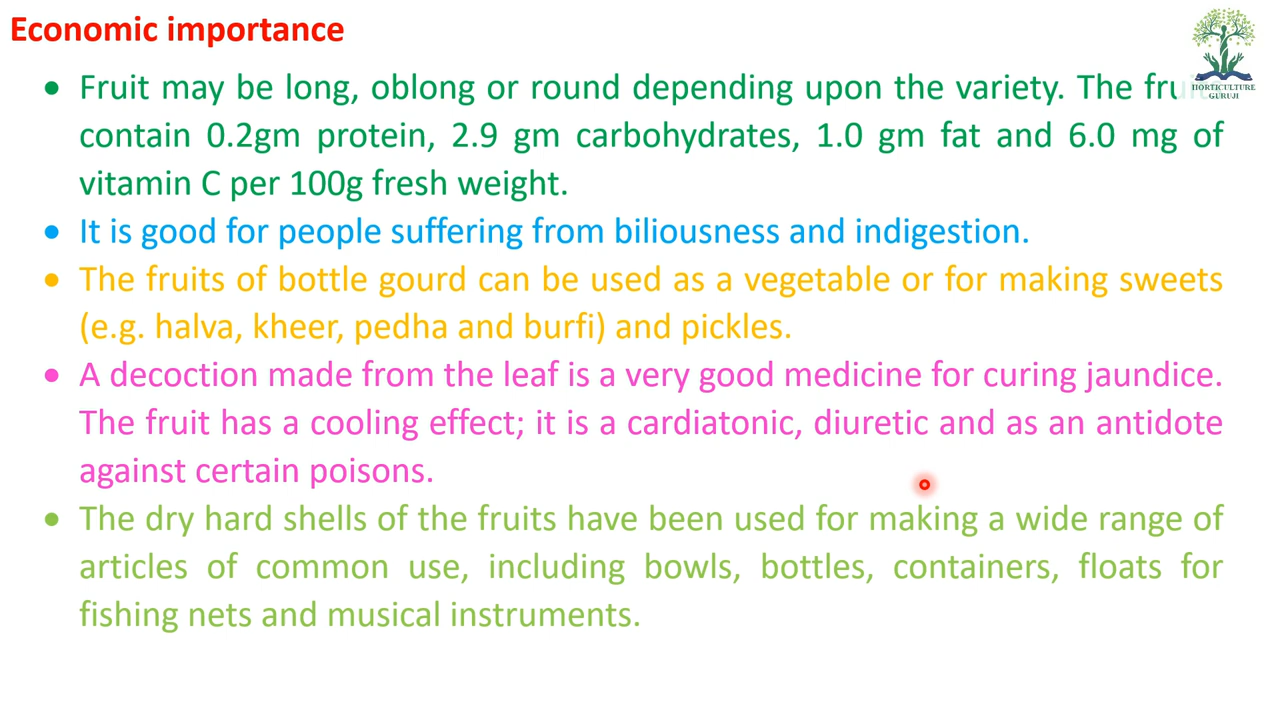 Economic importance
HORTICULTURE
GURUJI
• Fruit may be long, oblong or round depending upon the variety. The
contain 0.2gm protein, 2.9 gm carbohydrates, 1.0 gm fat and 6.0 mg of
vitamin C per 100g fresh weight.
• It is good for people suffering from biliousness and indigestion.
• The fruits of bottle gourd can be used as a vegetable or for making sweets
(e.g. halva, kheer, pedha and burfi) and pickles.
• A decoction made from the leaf is a very good medicine for curing jaundice.
The fruit has a cooling effect; it is a cardiatonic, diuretic and as an antidote
against certain poisons.
• The dry hard shells of the fruits have been used for making a wide range of
articles of common use, including bowls, bottles, containers, floats for
fishing nets and musical instruments.